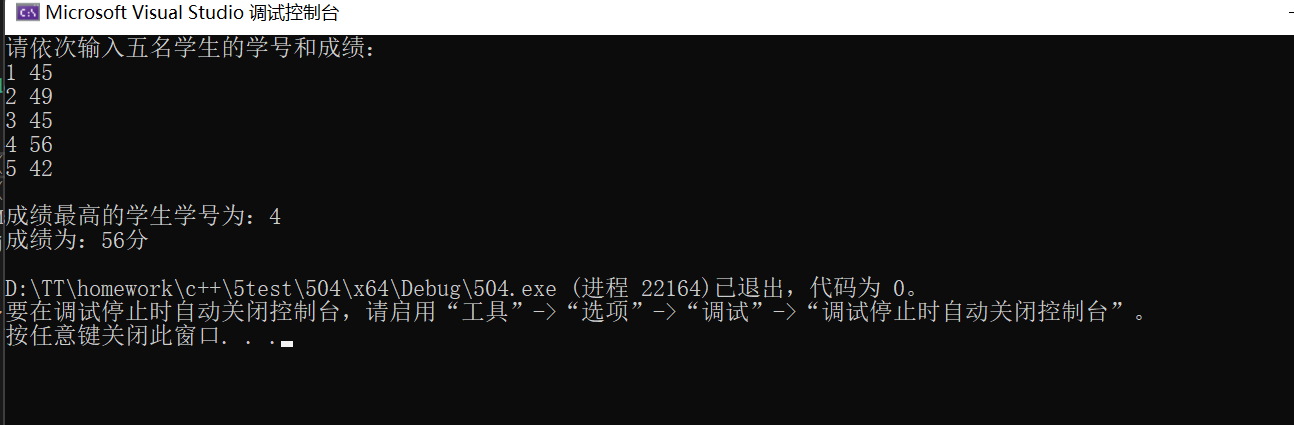 Microsoft Visual Studio 调试控制台
请依次输入五名学生的学号和成绩：
1 45
2 49
3 45
4 56
5 42
成绩最高的学生学号为：4
成绩为：56分
D:\TT\homework\c++\5test\504\x64\Debug\504.exe (进程 22164)已退出，代码为 0。
要在调试停止时自动关闭控制台，请启用“工具”->“选项”->“调试”->“调试停止时自动关闭控制台”。
按任意键关闭此窗口. . .